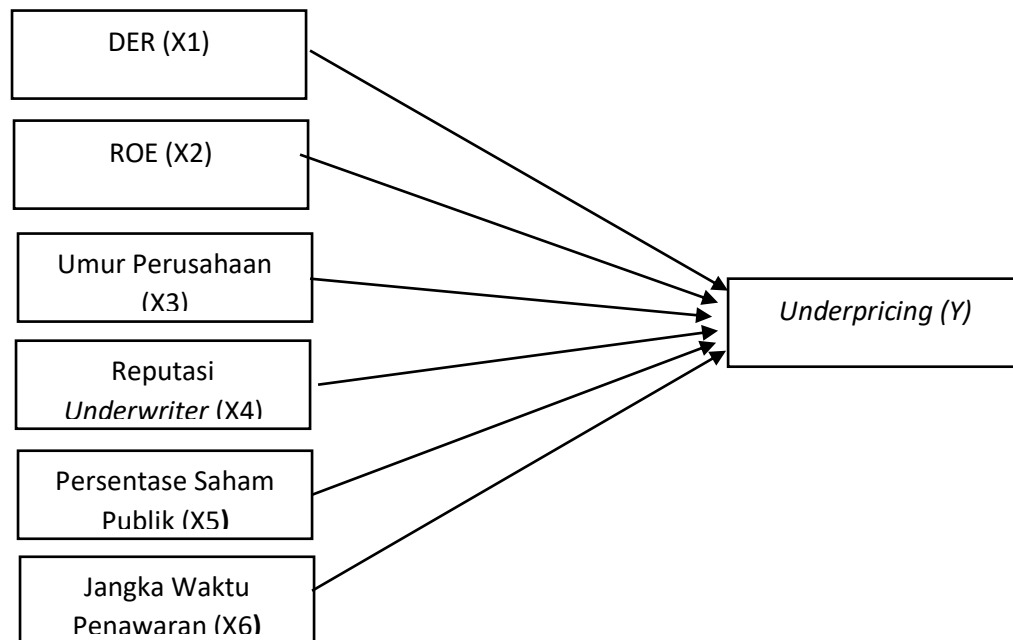 DER (X1)
ROE (X2)
Umur Perusahaan
(X3)
Reputasi
Underwriter (X4)
Persentase Saham
Publik (X5)
Jangka Waktu
Penawaran (X6)
Underpricing (Y)